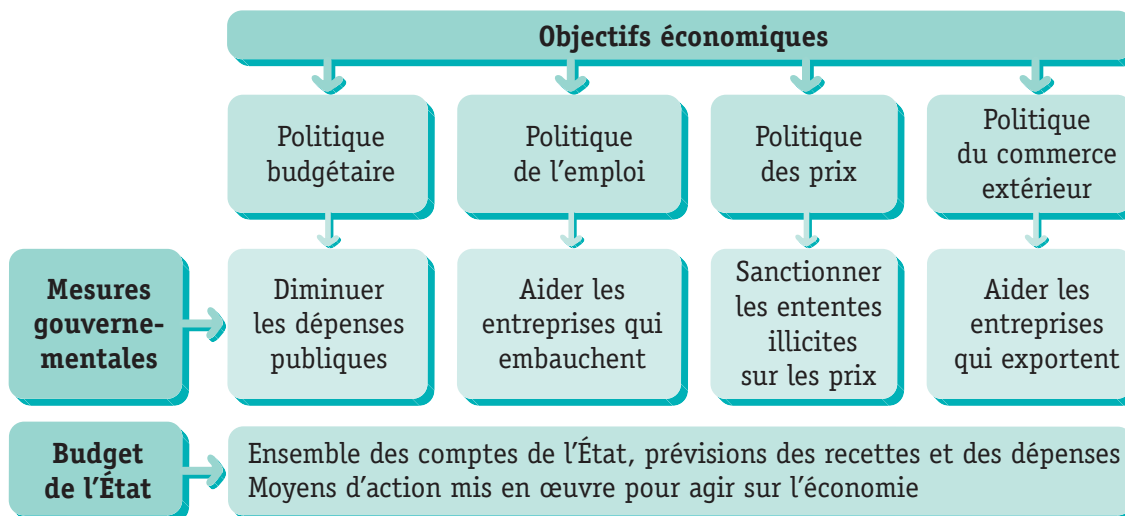 Objectifs économiques
Politique
budgétaire
Politique
de l'emploi
Politique
des prix
Politique
du commerce
extérieur
Mesures
gouverne-
mentales
Diminuer
les dépenses
publiques
Aider les
entreprises qui
embauchent
Sanctionner
les ententes
illicites
sur les prix
Aider les
entreprises
qui exportent
Budget
de l'État
Ensemble des comptes de l'État, prévisions des recettes et des dépenses
Moyens d'action mis en œuvre pour agir sur l'économie